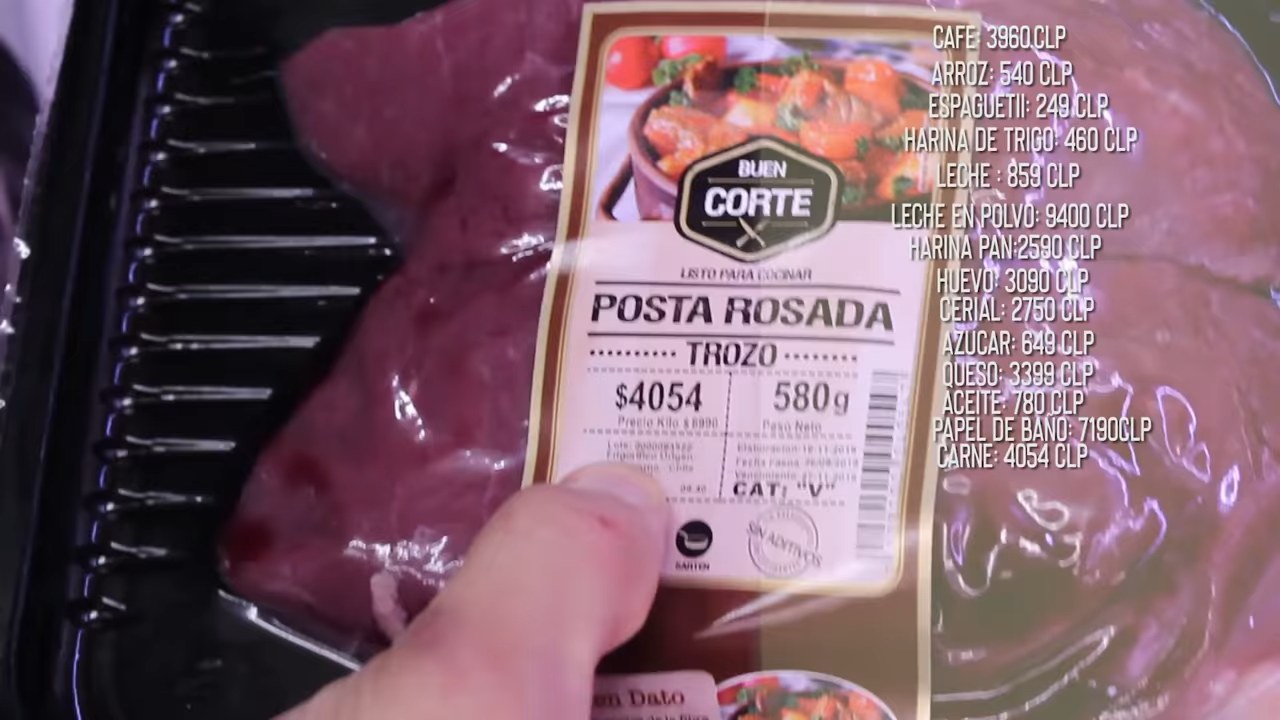 BUEN
CORTE
LISTO PARA COCINAR
POSTA ROSADA
TROZO
$4054
580g
Precio Kilo $ 6990
Peso Neto
CAT: "V"
SARTEN
SIN ADITIVOS
en Dato
CAFE: 3960 CLP
ARROZ: 540 CLP
ESPAGUETII: 249 CLP
HARINA DE TRIGO: 460 CLP
LECHE : 859 CLP
LECHE EN POLVO: 9400 CLP
HARINA PAN:2590 CLP
HUEVO: 3090 CLP
CERIAL: 2750 CLP
AZUCAR: 649 CLP
QUESO: 3399 CLP
ACEITE: 780 CLP
PAPEL DE BAÑO: 7190CLP
CARNE: 4054 CLP